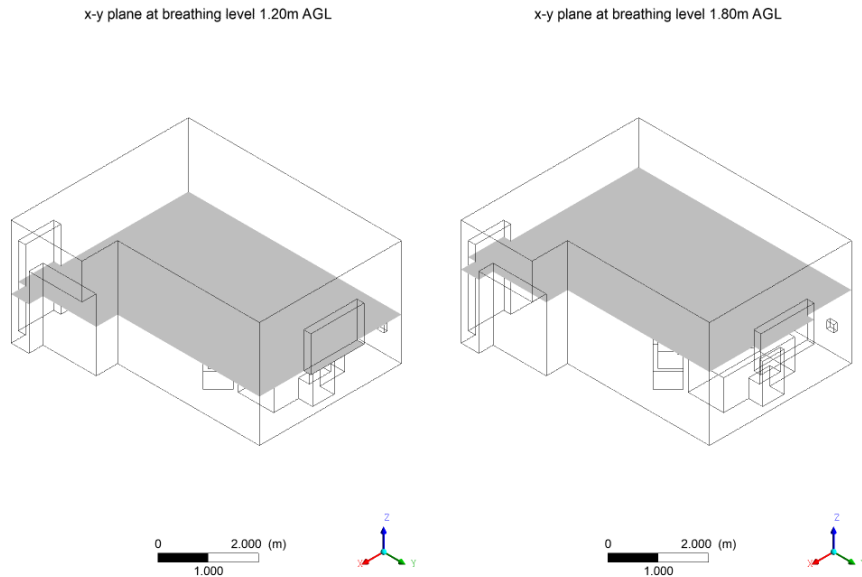 x-y plane at breathing level 1.20m AGL
x-y plane at breathing level 1.80m AGL
0 2.000 (m)
1.000
Z
X
Y
0 2.000 (m)
1.000
Z
X